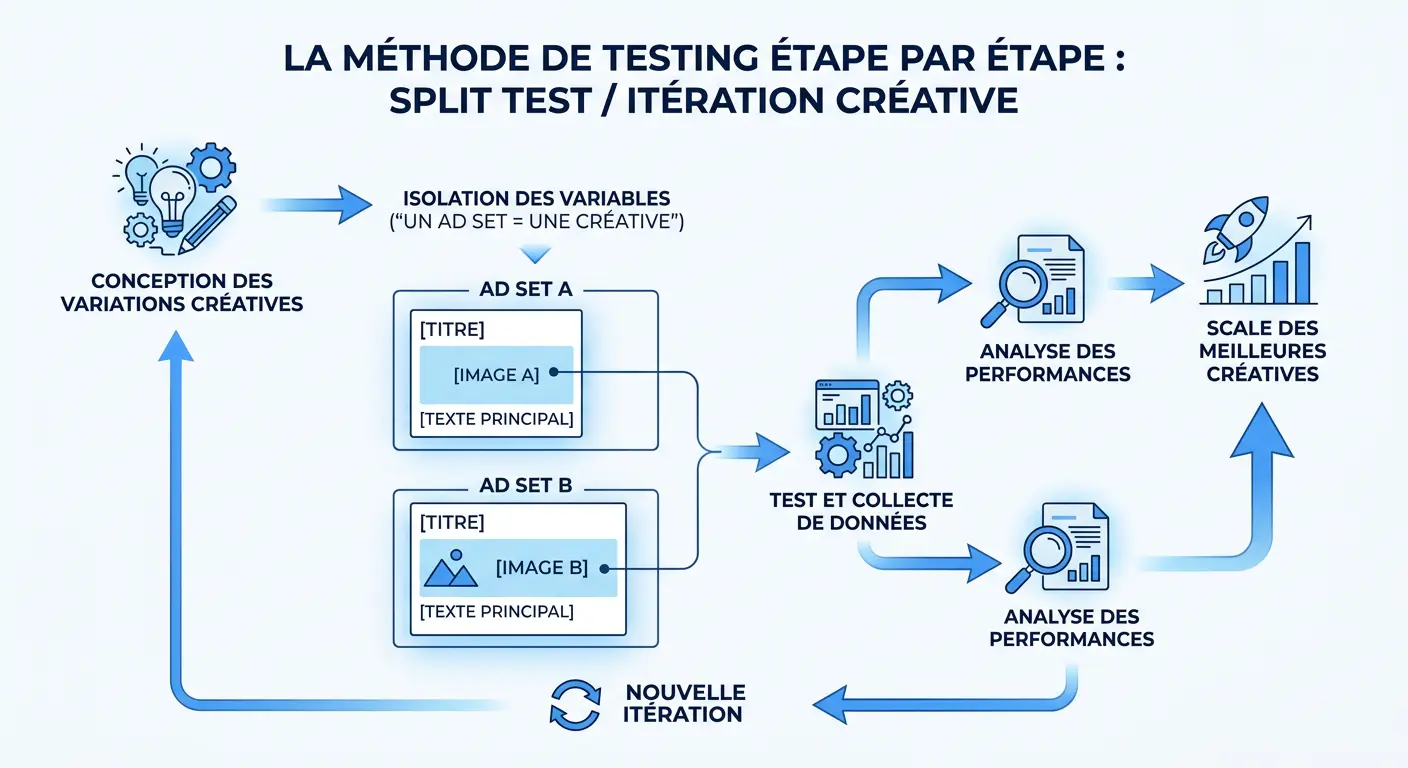 LA MÉTHODE DE TESTING ÉTAPE PAR ÉTAPE :
SPLIT TEST / ITÉRATION CRÉATIVE
CONCEPTION DES
VARIATIONS CRÉATIVES
ISOLATION DES VARIABLES
(“UN AD SET = UNE CRÉATIVE”)
AD SET A
[TITRE]
[IMAGE A]
[TEXTE PRINCIPAL]
AD SET B
[TITRE]
[IMAGE B]
[TEXTE PRINCIPAL]
TEST ET COLLECTE
DE DONNÉES
ANALYSE DES
PERFORMANCES
SCALE DES
MEILLEURES
CRÉATIVES
ANALYSE DES
PERFORMANCES
NOUVELLE
ITÉRATION